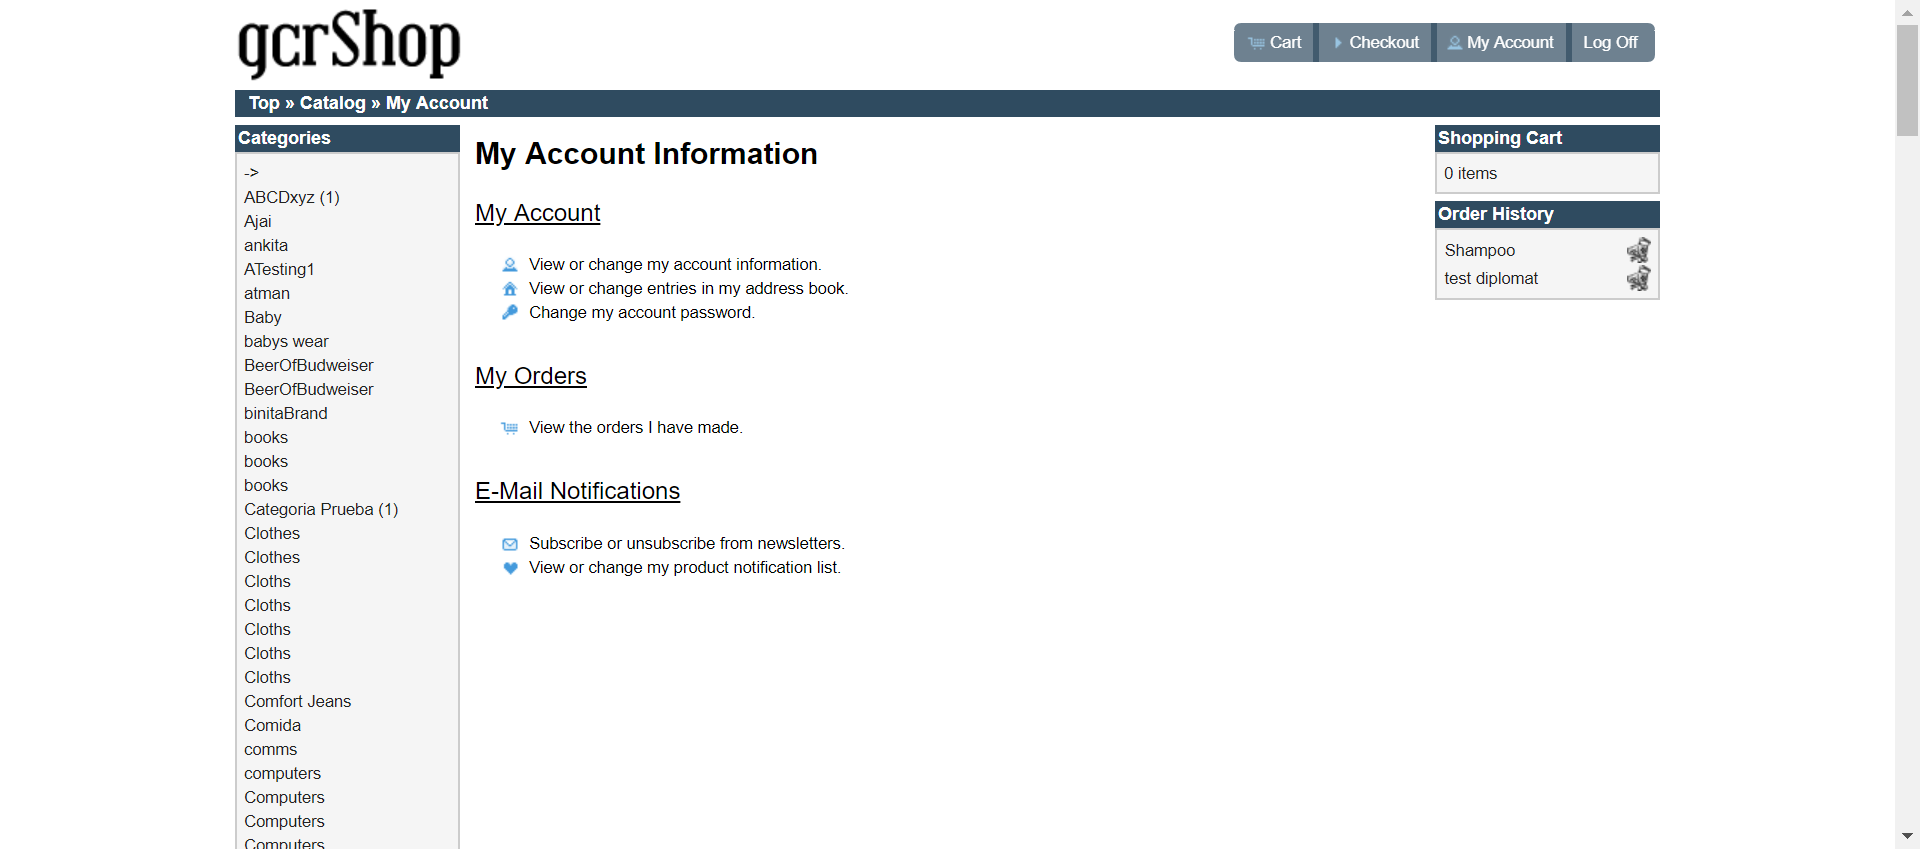 gcrShop
Cart
Checkout
My Account
Log Off
Top » Catalog » My Account
Categories
->
ABCDxyz (1)
Ajai
ankita
ATesting1
atman
Baby
babys wear
BeerOfBudweiser
BeerOfBudweiser
binitaBrand
books
books
books
Categoria Prueba (1)
Clothes
Clothes
Cloths
Cloths
Cloths
Cloths
Cloths
Comfort Jeans
Comida
comms
computers
Computers
Computers
Computers
My Account Information
My Account
View or change my account information.
View or change entries in my address book.
Change my account password.
My Orders
View the orders I have made.
E-Mail Notifications
Subscribe or unsubscribe from newsletters.
View or change my product notification list.
Shopping Cart
0 items
Order History
Shampoo
test diplomat